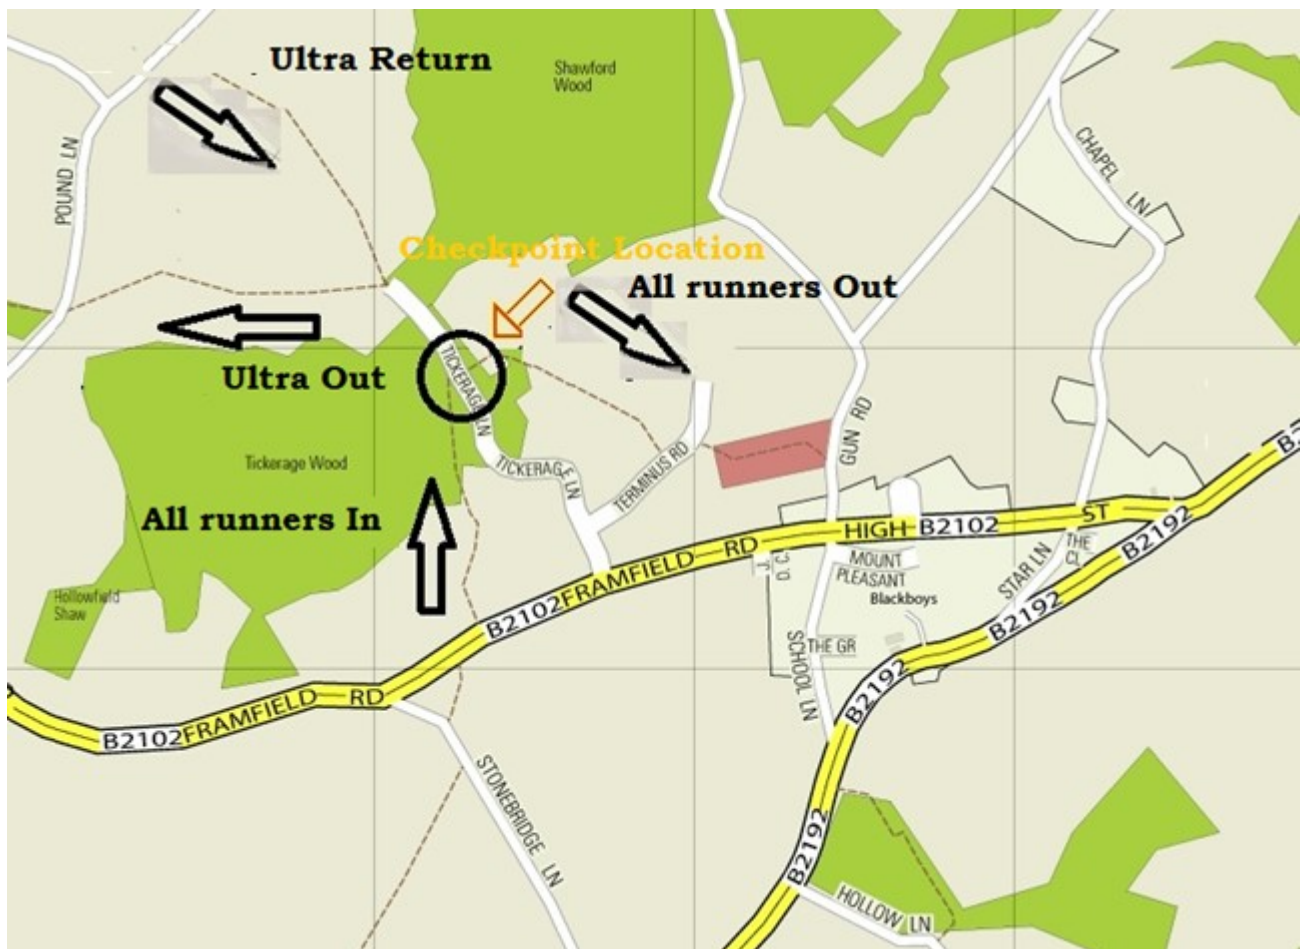 Ultra Return
Shawford
Wood
POUND LN
CHAPEL LN
Checkpoint Location
All runners Out
Ultra Out
TICKERAGE LN
GUN RD
Tickerage Wood
TICKERAGE LN
TERMINUS RD
All runners In
HIGH B2102 ST
B2102 FRAMFIELD RD
MOUNT
PLEASANT
THE
CL
STAR LN
B2192
B2192
Blackboys
Hollowfield
Shaw
THE GR
SCHOOL LN
B2192
B2192
B2102 FRAMFIELD RD
STONEBRIDGE LN
B2192
HOLLOW LN